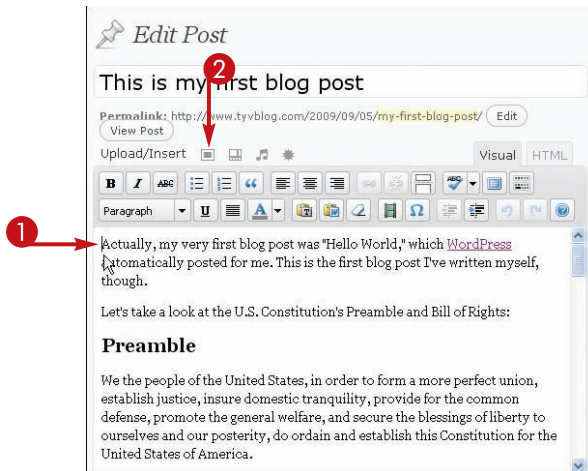 Edit Post
2
This is my first blog post
Permalink: http://www.tyvblog.com/2009/09/05/my-first-blog-post/ Edit
View Post
Upload/Insert Visual HTML
B I ABC ABC
Paragraph U A Ω
1
Actually, my very first blog post was "Hello World," which WordPress
automatically posted for me. This is the first blog post I've written myself,
though.
Let's take a look at the U.S. Constitution's Preamble and Bill of Rights:
Preamble
We the people of the United States, in order to form a more perfect union,
establish justice, insure domestic tranquility, provide for the common
defense, promote the general welfare, and secure the blessings of liberty to
ourselves and our posterity, do ordain and establish this Constitution for the
United States of America.